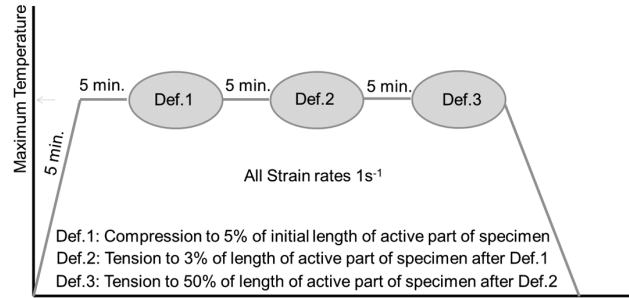 Maximum Temperature
5 min.
5 min.
Def.1
5 min.
Def.2
5 min.
Def.3
All Strain rates 1s⁻¹
Def.1: Compression to 5% of initial length of active part of specimen
Def.2: Tension to 3% of length of active part of specimen after Def.1
Def.3: Tension to 50% of length of active part of specimen after Def.2